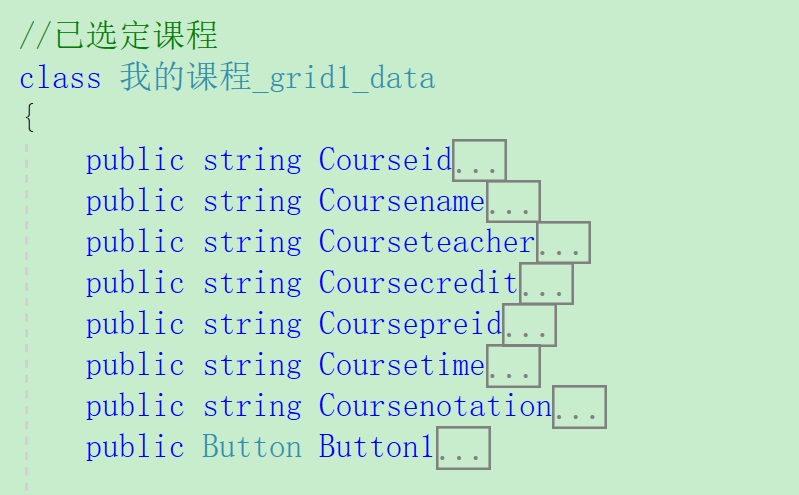 //已选定课程
class 我的课程_grid1_data
{
public string Courseid...
public string Coursename...
public string Courseteacher...
public string Coursecredit...
public string Coursepreid...
public string Coursetime...
public string Coursenotation...
public Button Button1...